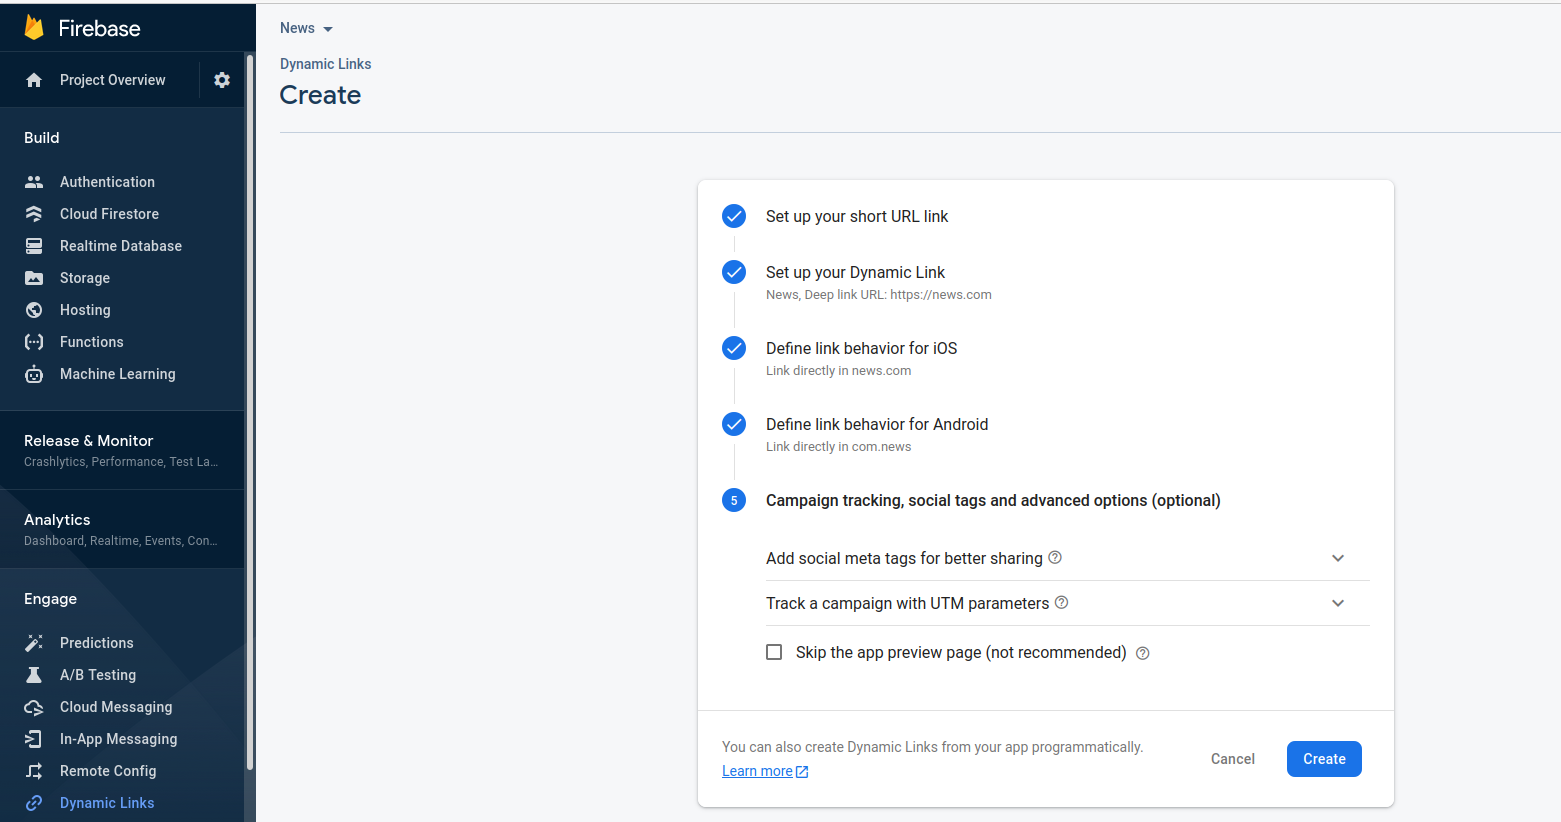 Firebase
Project Overview
Build
Authentication
Cloud Firestore
Realtime Database
Storage
Hosting
Functions
Machine Learning
Release & Monitor
Crashlytics, Performance, Test La...
Analytics
Dashboard, Realtime, Events, Con...
Engage
Predictions
A/B Testing
Cloud Messaging
In-App Messaging
Remote Config
Dynamic Links
News
Dynamic Links
Create
Set up your short URL link
Set up your Dynamic Link
News, Deep link URL: https://news.com
Define link behavior for iOS
Link directly in news.com
Define link behavior for Android
Link directly in com.news
5 Campaign tracking, social tags and advanced options (optional)
Add social meta tags for better sharing
Track a campaign with UTM parameters
Skip the app preview page (not recommended)
You can also create Dynamic Links from your app programmatically.
Learn more
Cancel
Create